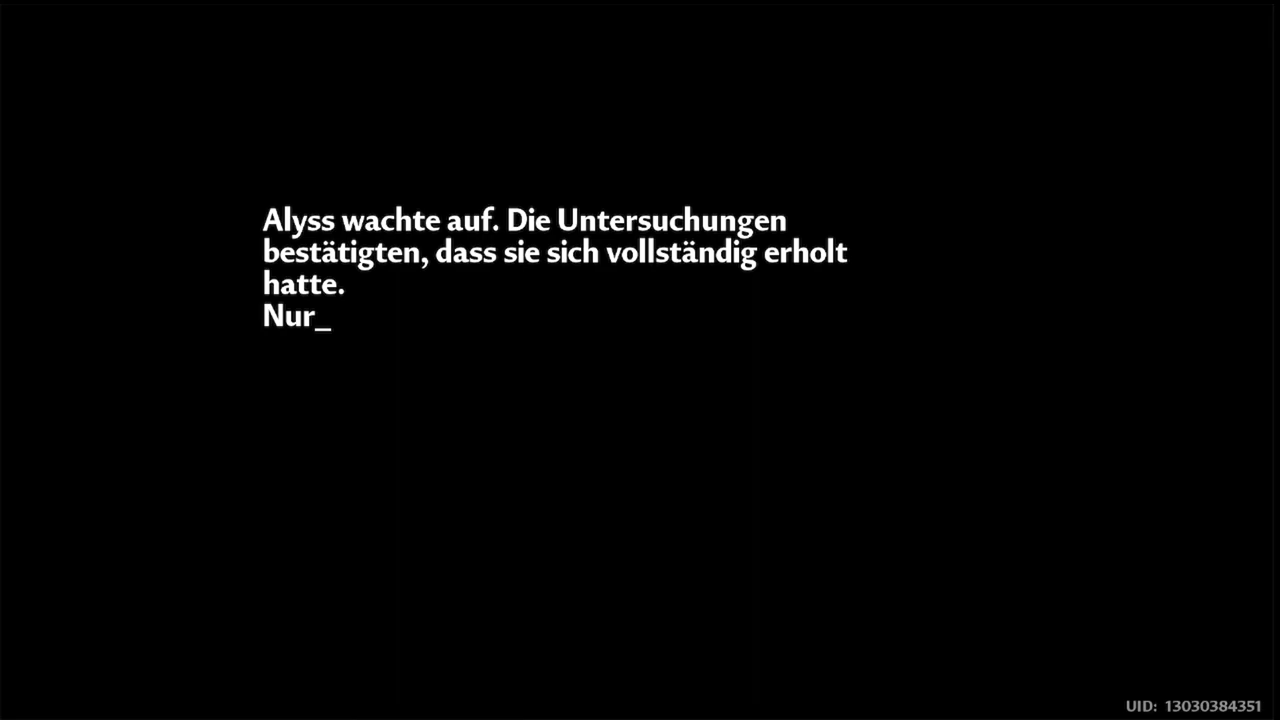 Alyss wachte auf. Die Untersuchungen
bestätigten, dass sie sich vollständig erholt
hatte.
Nur_
UID: 13030384351